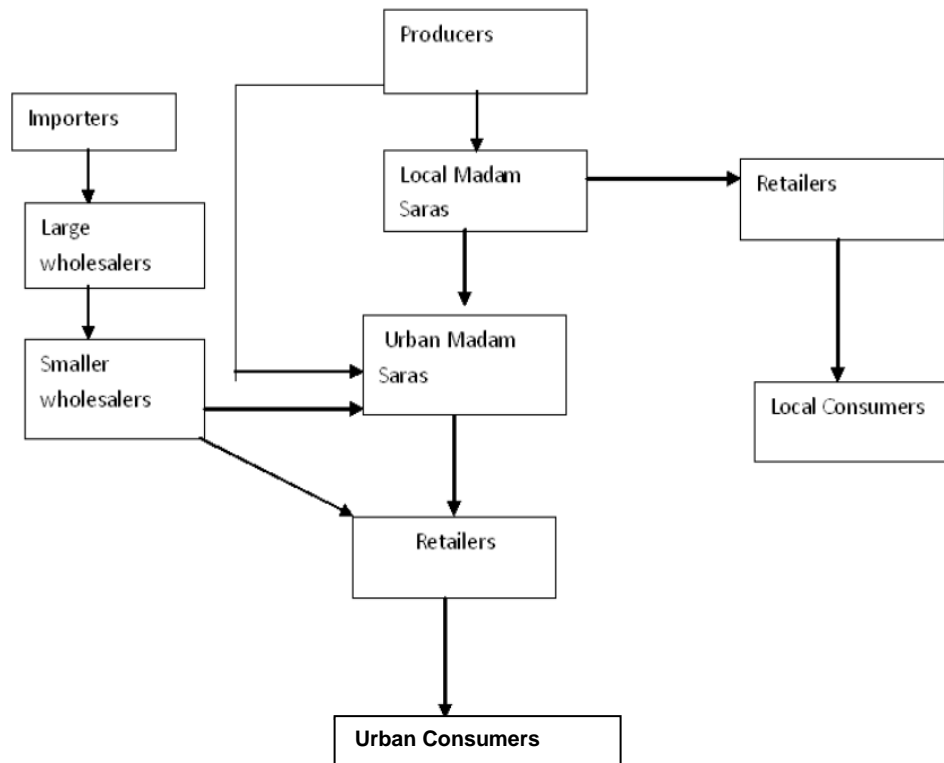 Producers
Importers
Local Madam
Saras
Retailers
Large
wholesalers
Urban Madam
Saras
Smaller
wholesalers
Local Consumers
Retailers
Urban Consumers